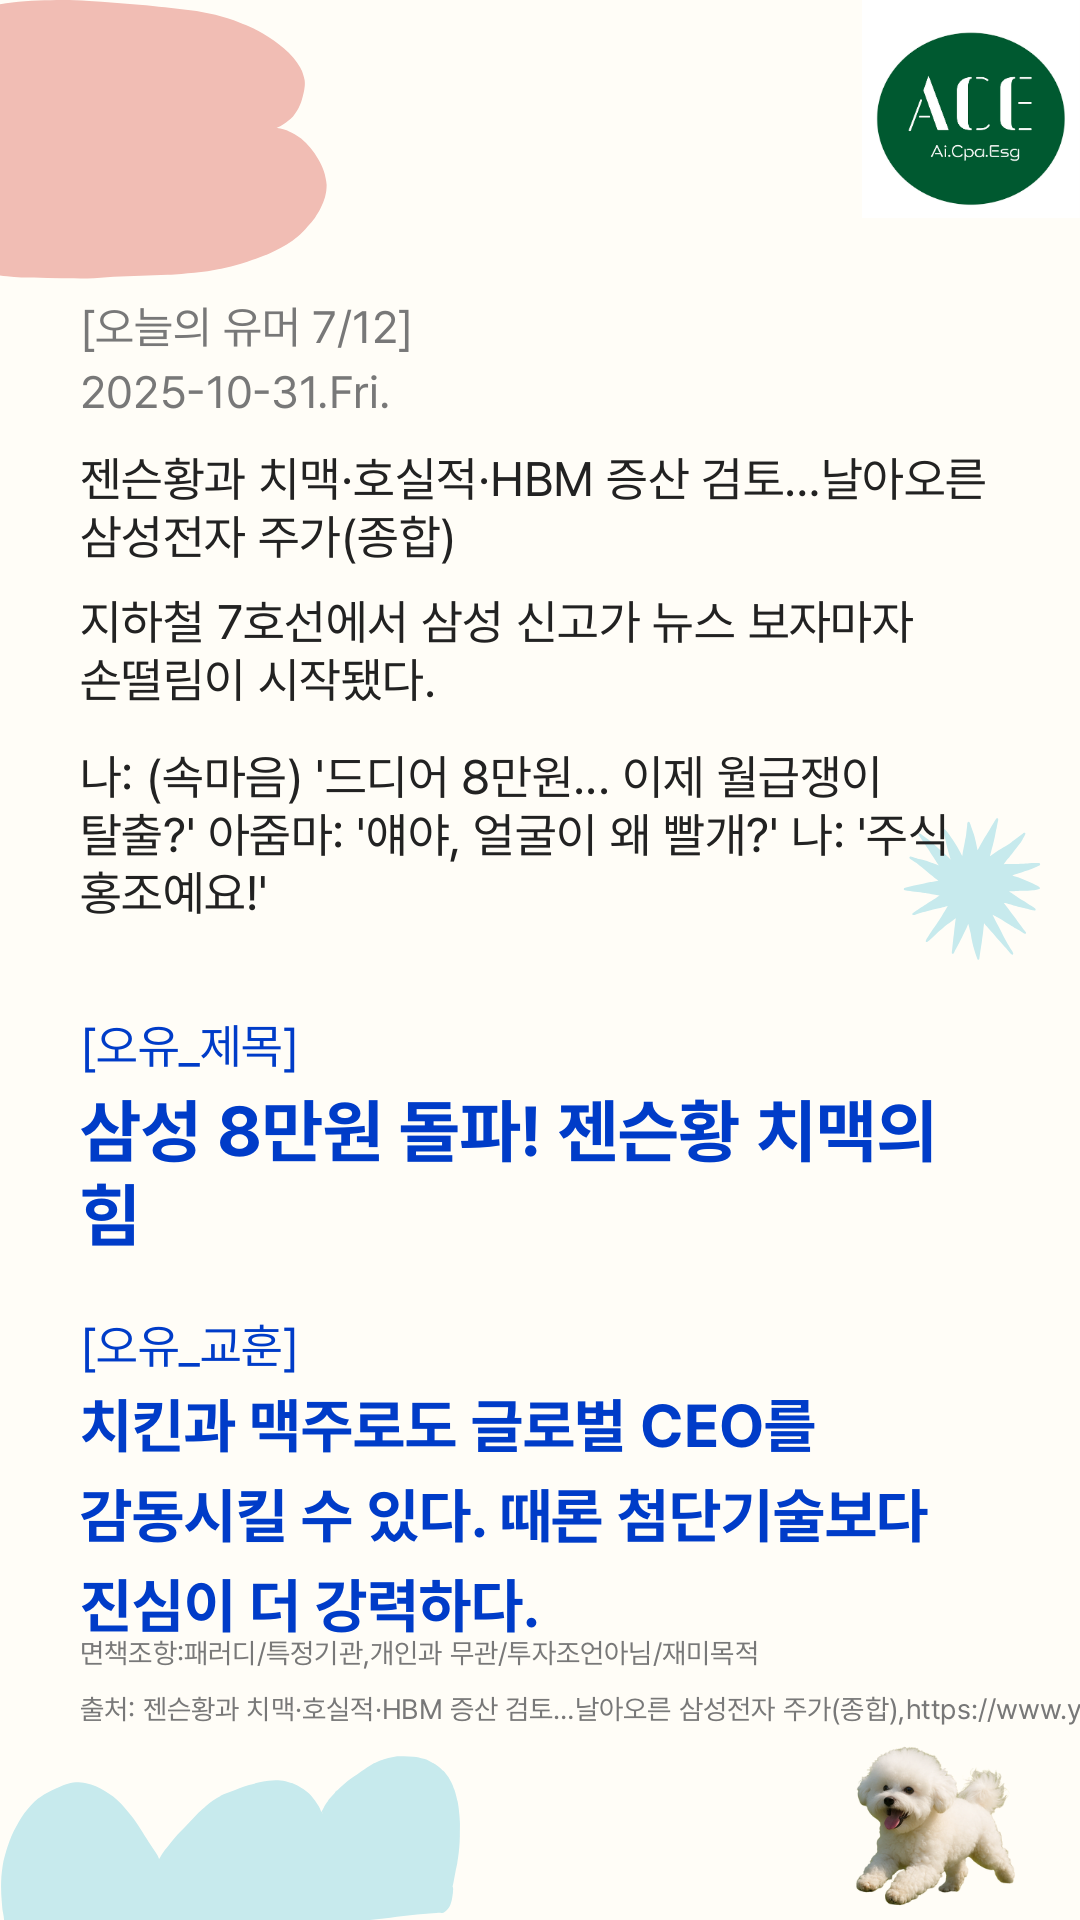 ACE
Ai.Cpa.Esg
[오늘의 유머 7/12]
2025-10-31.Fri.
젠슨황과 치맥·호실적·HBM 증산 검토…날아오른
삼성전자 주가(종합)
지하철 7호선에서 삼성 신고가 뉴스 보자마자
손떨림이 시작됐다.
나: (속마음) '드디어 8만원... 이제 월급쟁이
탈출?' 아줌마: '얘야, 얼굴이 왜 빨개?' 나: '주식
홍조예요!'
[오유_제목]
삼성 8만원 돌파! 젠슨황 치맥의
힘
[오유_교훈]
치킨과 맥주로도 글로벌 CEO를
감동시킬 수 있다. 때론 첨단기술보다
진심이 더 강력하다.
면책조항:패러디/특정기관,개인과 무관/투자조언아님/재미목적
출처: 젠슨황과 치맥·호실적·HBM 증산 검토…날아오른 삼성전자 주가(종합),https://www.y